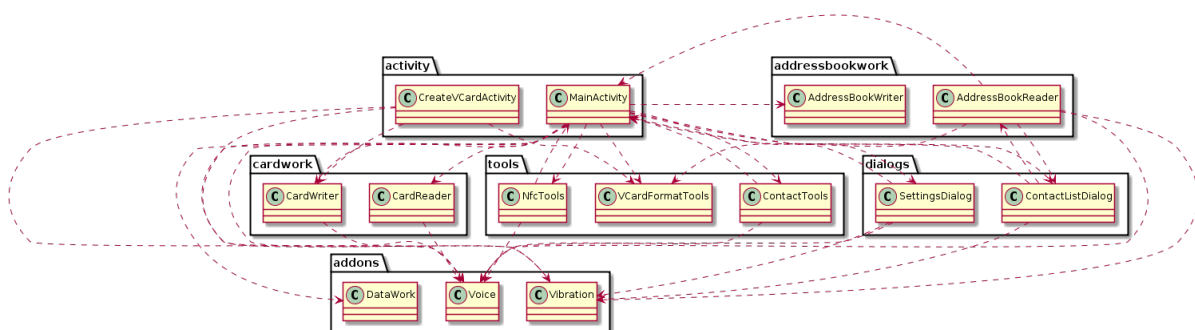 activity
C CreateVCardActivity
C MainActivity
addressbookwork
C AddressBookWriter
C AddressBookReader
cardwork
C CardWriter
C CardReader
tools
C NfcTools
C VCardFormatTools
C ContactTools
dialogs
C SettingsDialog
C ContactListDialog
addons
C DataWork
C Voice
C Vibration